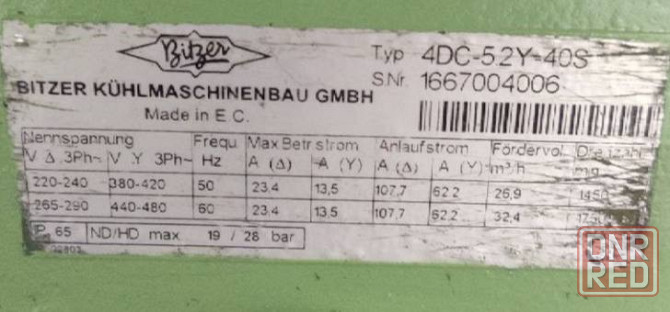 Bitzer
Typ 4DC-5.2Y-40S
S.Nr. 1667004006
BITZER KÜHLMASCHINENBAU GMBH
Made in E.C.
Nennspannung Frequ. Max Betr strom Anlaufstrom Fördervol. Drehzahl
V Δ 3Ph~ V Y 3Ph~ Hz A (Δ) A (Y) A (Δ) A (Y) m³/h
220-240 380-420 50 23,4 13,5 107,7 62,2 26,9 1450
265-290 440-480 60 23,4 13,5 107,7 62,2 32,4 1750
IP 65 ND/HD max 19 / 28 bar
DNR
RED